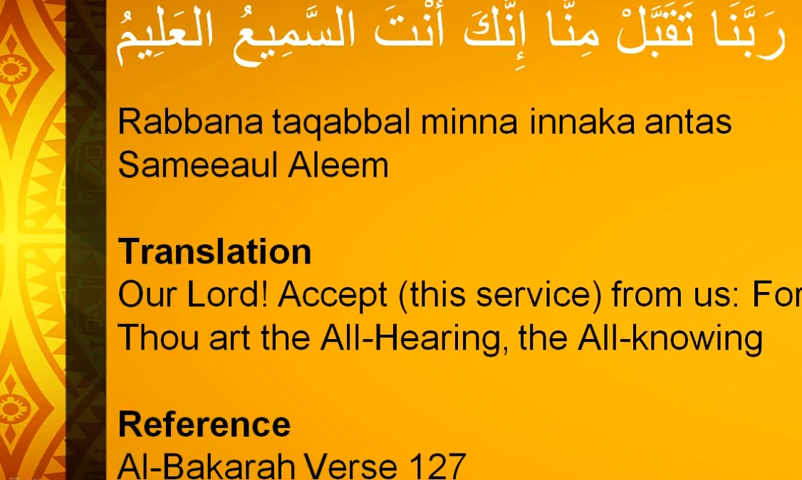 رَبَّنَا تَقَبَّلْ مِنَّا إِنَّكَ أَنْتَ السَّمِيعُ العَلِيمُ
Rabbana taqabbal minna innaka antas
Sameeaul Aleem
Translation
Our Lord! Accept (this service) from us: For
Thou art the All-Hearing, the All-knowing
Reference
Al-Bakarah Verse 127